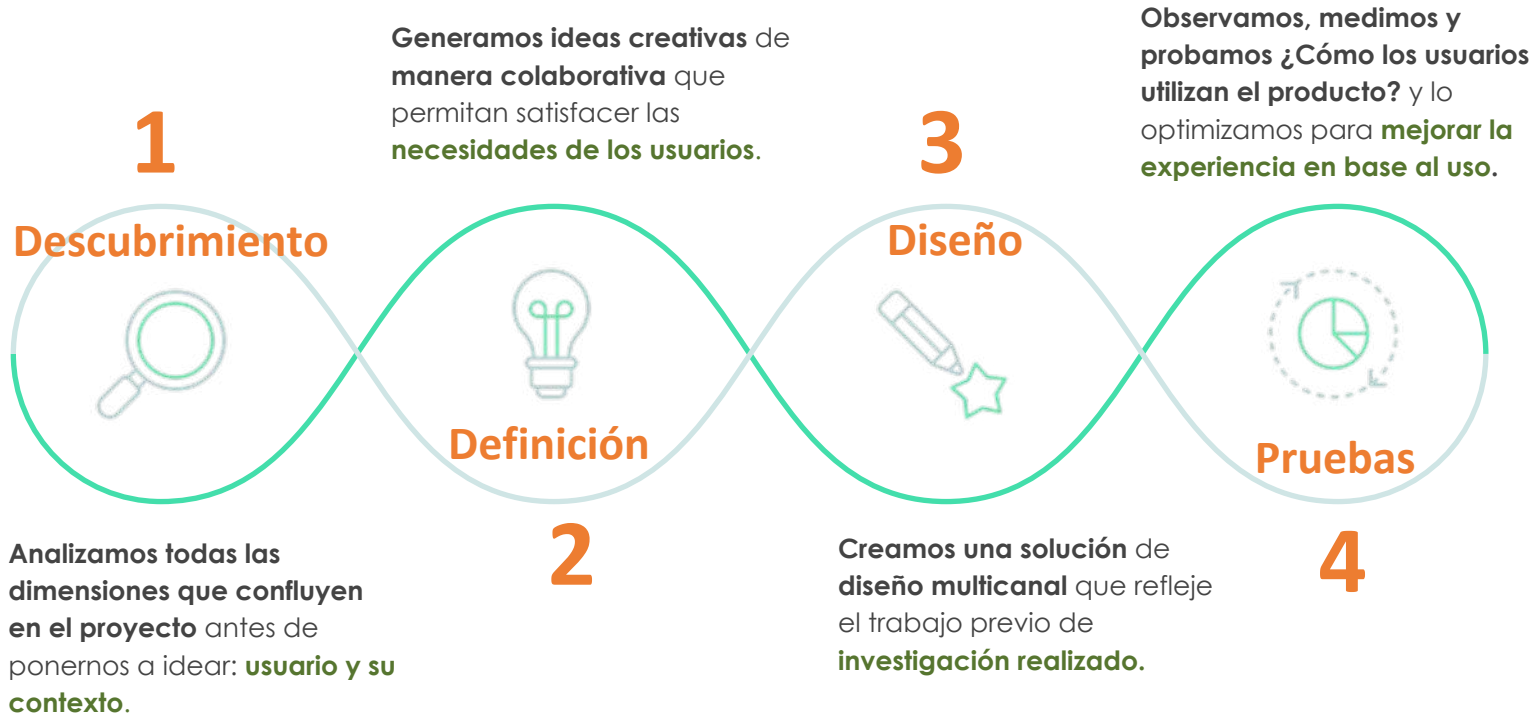 1
Descubrimiento
Analizamos todas las
dimensiones que confluyen
en el proyecto antes de
ponernos a idear: usuario y su
contexto.
Generamos ideas creativas de
manera colaborativa que
permitan satisfacer las
necesidades de los usuarios.
Definición
2
3
Diseño
Creamos una solución de
diseño multicanal que refleje
el trabajo previo de
investigación realizado.
Observamos, medimos y
probamos ¿Cómo los usuarios
utilizan el producto? y lo
optimizamos para mejorar la
experiencia en base al uso.
Pruebas
4